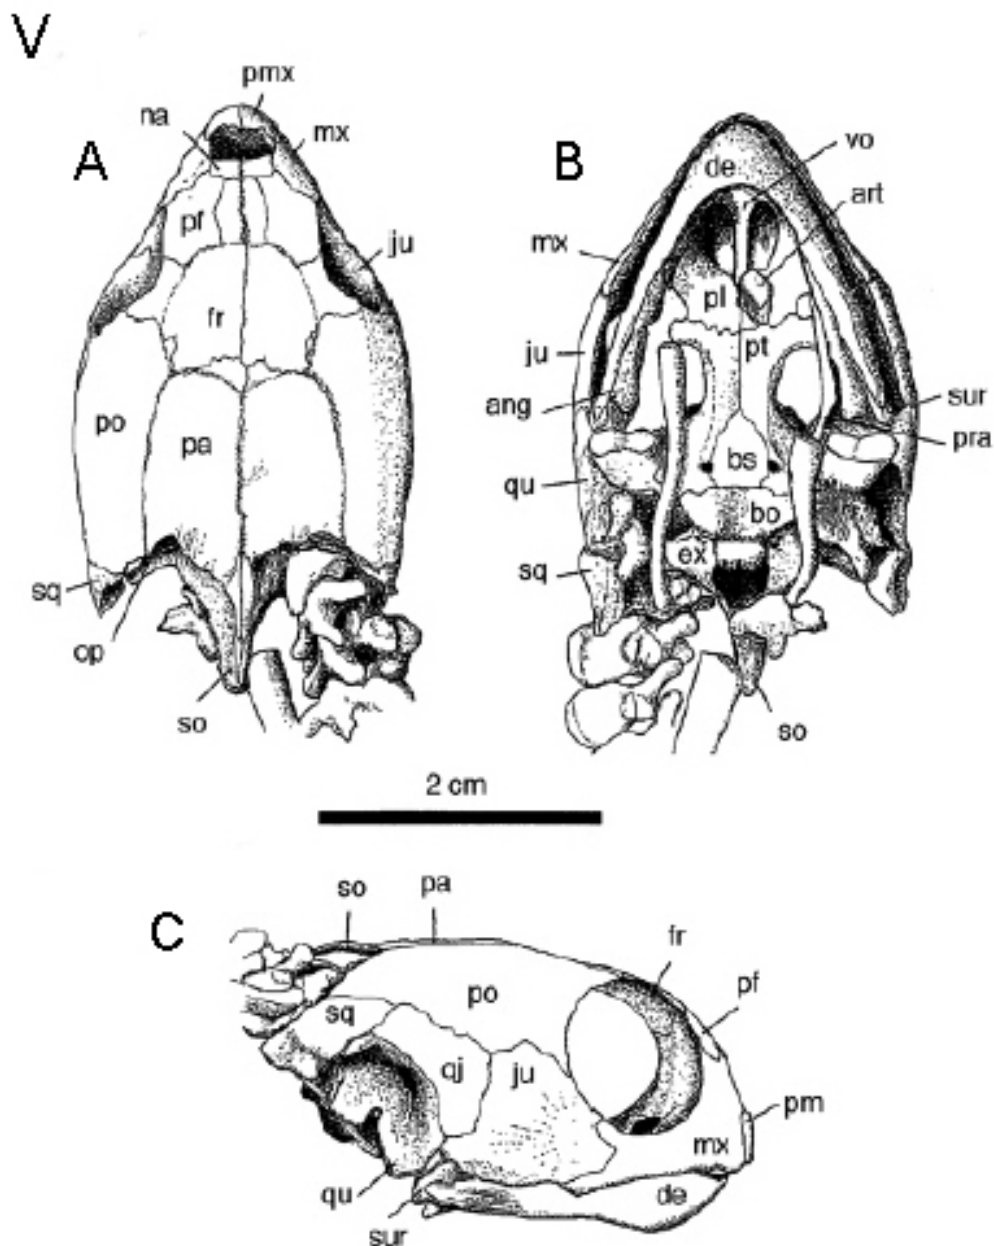 V
A
pmx
na
mx
pf
ju
fr
po
pa
sq
op
so
B
de
vo
art
mx
pl
ju
pt
ang
sur
pra
bs
qu
bo
ex
sq
so
2 cm
C
so
pa
fr
pf
po
sq
qj
ju
pm
mx
de
qu
sur